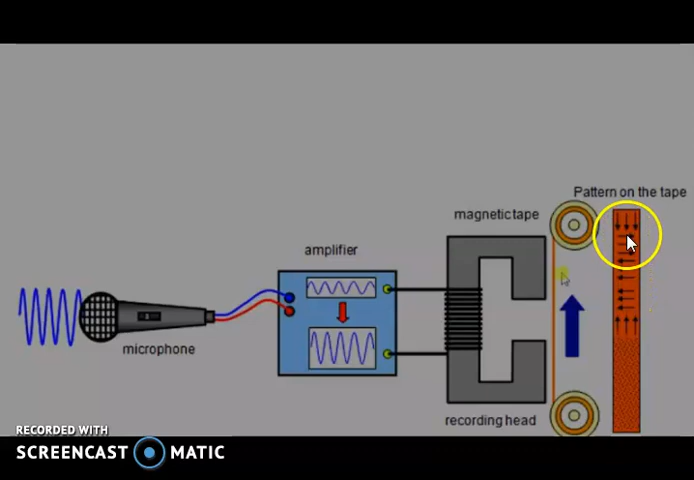 Pattern on the tape
magnetic tape
amplifier
microphone
recording head
RECORDED WITH
SCREENCAST MATIC